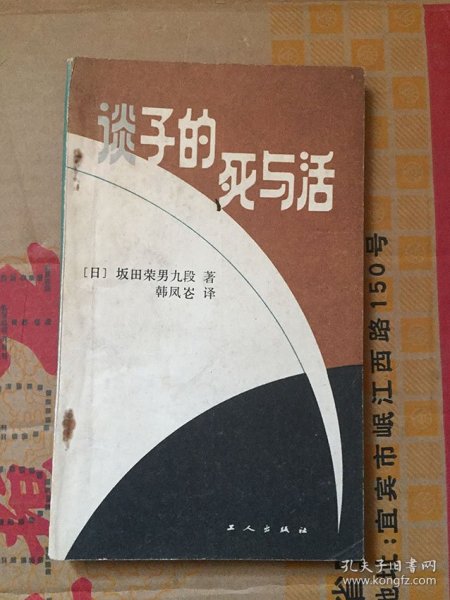 谈子的
死与活
[日] 坂田荣男九段 著
韩凤仑 译
工人出版社
地址:宜宾市岷江西路150号
省
孔夫子旧书网
www.kongfz.com